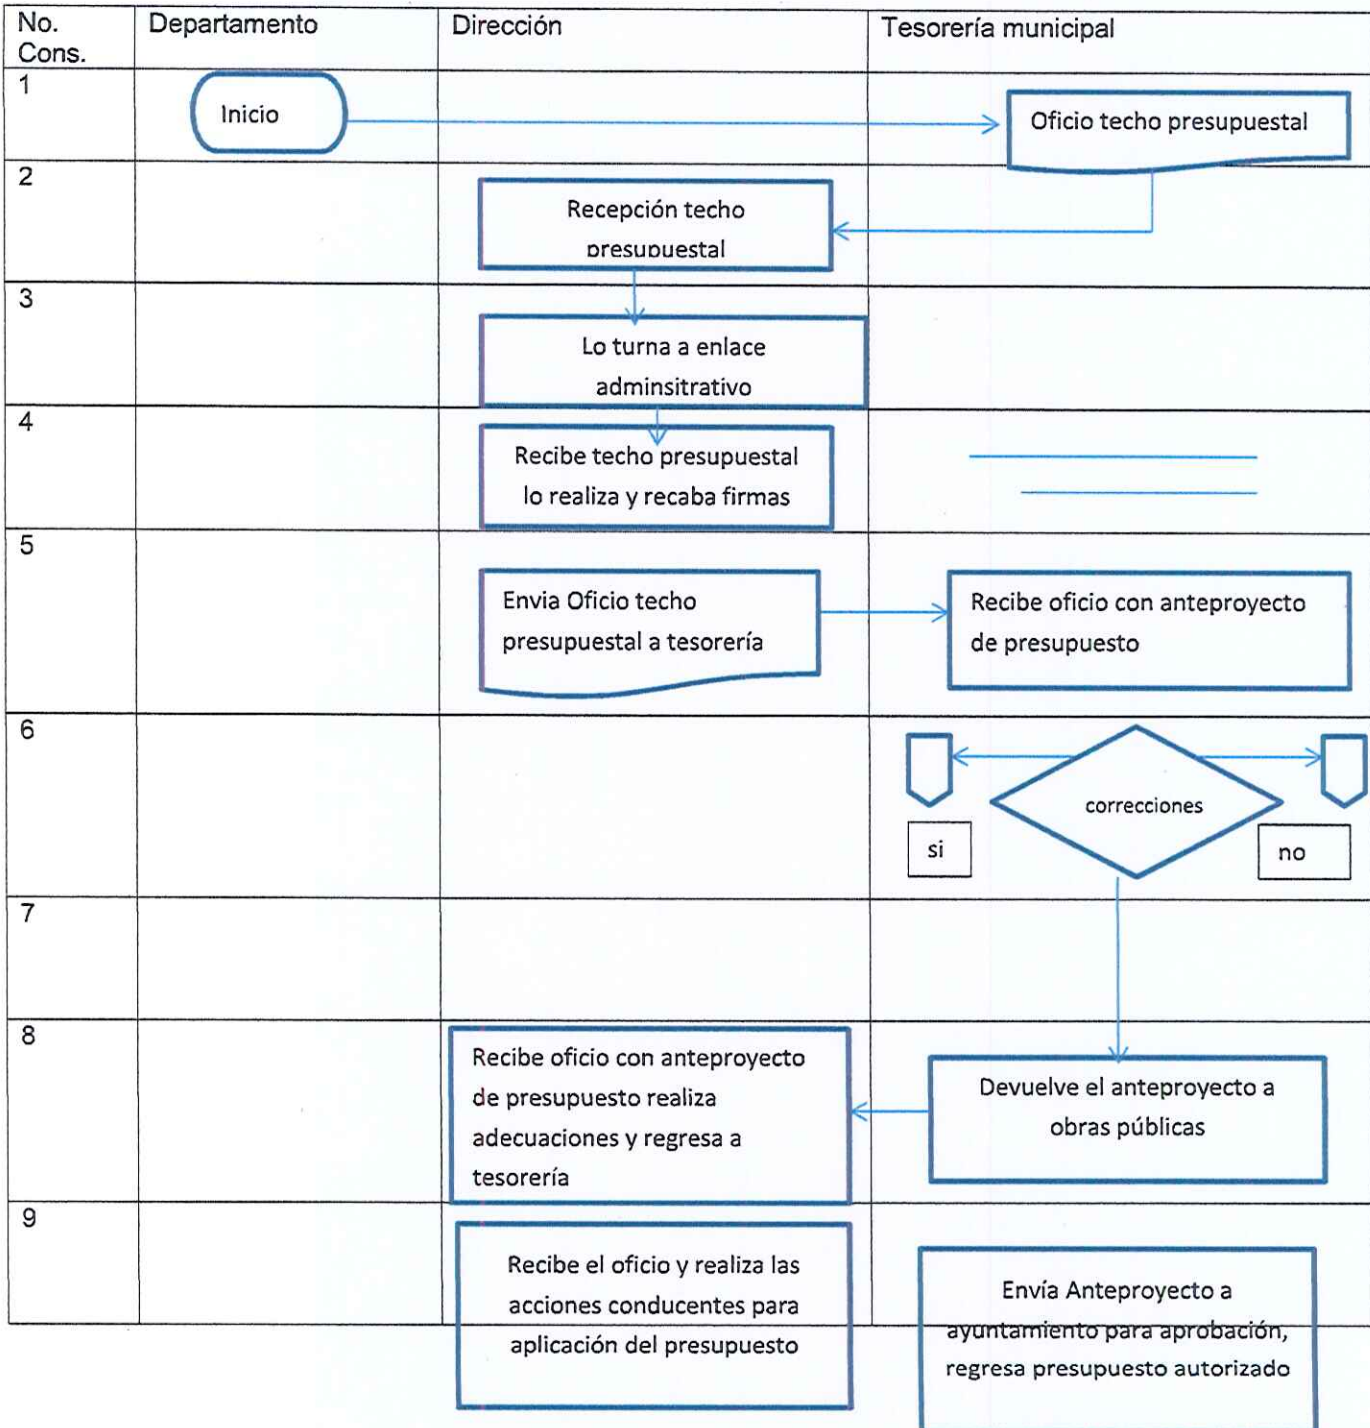 No.
Cons.
Departamento
Dirección
Tesorería municipal
1
Inicio
Oficio techo presupuestal
2
Recepción techo
presupuestal
3
Lo turna a enlace
adminsitrativo
4
Recibe techo presupuestal
lo realiza y recaba firmas
5
Envia Oficio techo
presupuestal a tesorería
Recibe oficio con anteproyecto
de presupuesto
6
correcciones
si
no
7
8
Recibe oficio con anteproyecto
de presupuesto realiza
adecuaciones y regresa a
tesorería
Devuelve el anteproyecto a
obras públicas
9
Recibe el oficio y realiza las
acciones conducentes para
aplicación del presupuesto
Envía Anteproyecto a
ayuntamiento para aprobación,
regresa presupuesto autorizado